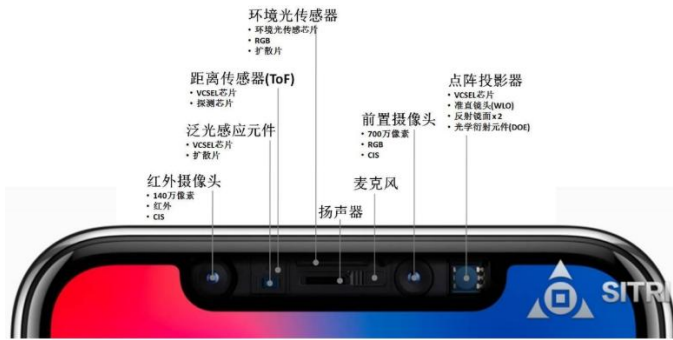 环境光传感器
• 环境光传感芯片
• RGB
• 扩散片
距离传感器(ToF)
• VCSEL芯片
• 探测芯片
点阵投影器
• VCSEL芯片
• 准直镜头(WLO)
• 反射镜面x2
• 光学衍射元件(DOE)
泛光感应元件
• VCSEL芯片
• 扩散片
前置摄像头
• 700万像素
• RGB
• CIS
红外摄像头
• 140万像素
• 红外
• CIS
麦克风
扬声器
SITRI